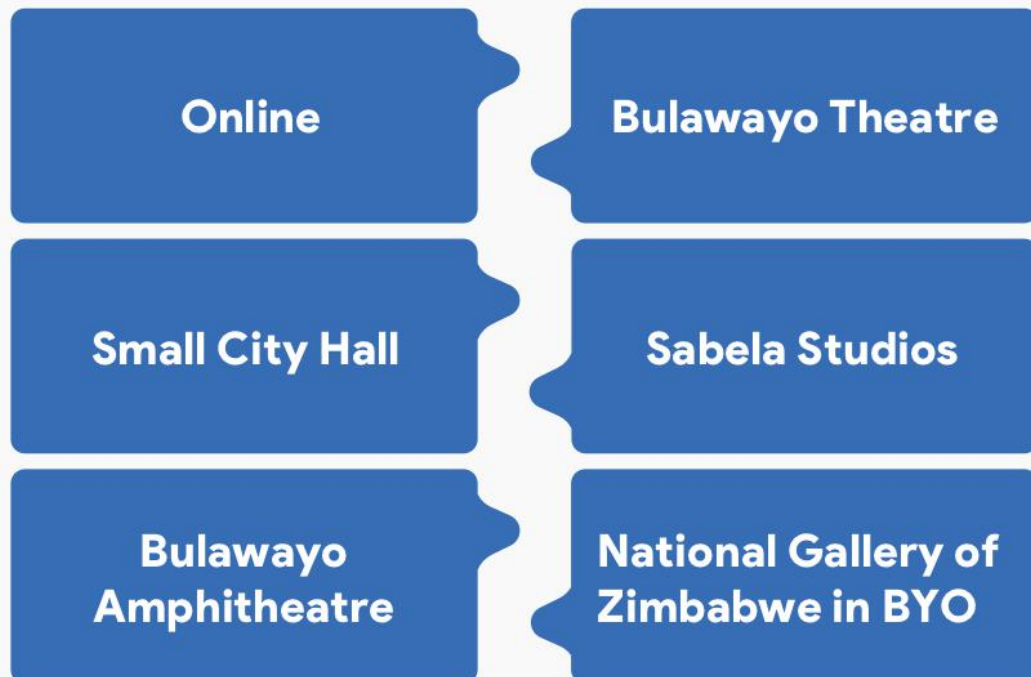 Online
Bulawayo Theatre
Small City Hall
Sabela Studios
Bulawayo
Amphitheatre
National Gallery of
Zimbabwe in BYO